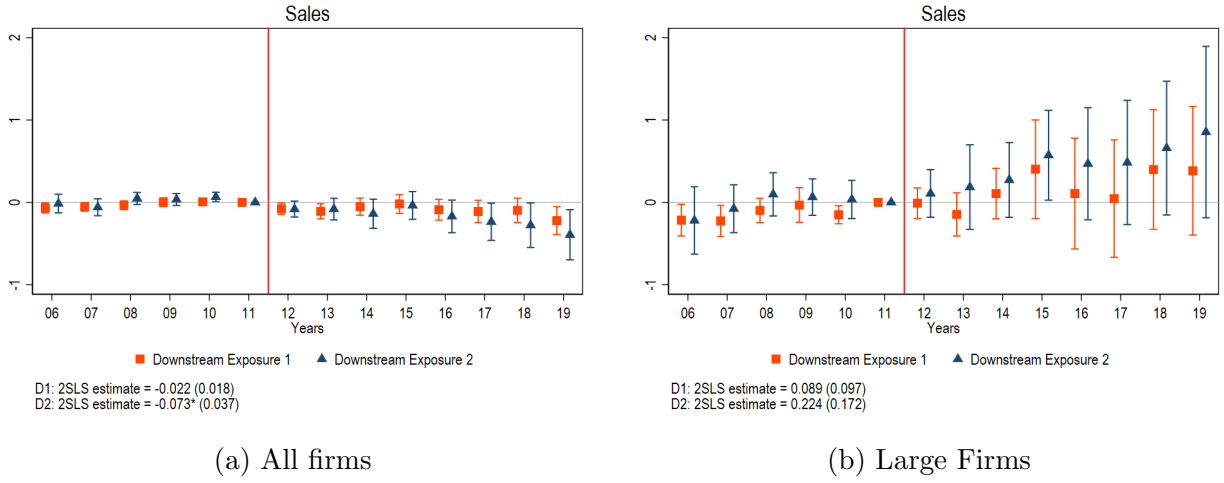 Sales
2
1
0
-1
06 07 08 09 10 11 12 13 14 15 16 17 18 19
Years
Downstream Exposure 1 Downstream Exposure 2
D1: 2SLS estimate = -0.022 (0.018)
D2: 2SLS estimate = -0.073* (0.037)
(a) All firms
Sales
2
1
0
-1
06 07 08 09 10 11 12 13 14 15 16 17 18 19
Years
Downstream Exposure 1 Downstream Exposure 2
D1: 2SLS estimate = 0.089 (0.097)
D2: 2SLS estimate = 0.224 (0.172)
(b) Large Firms